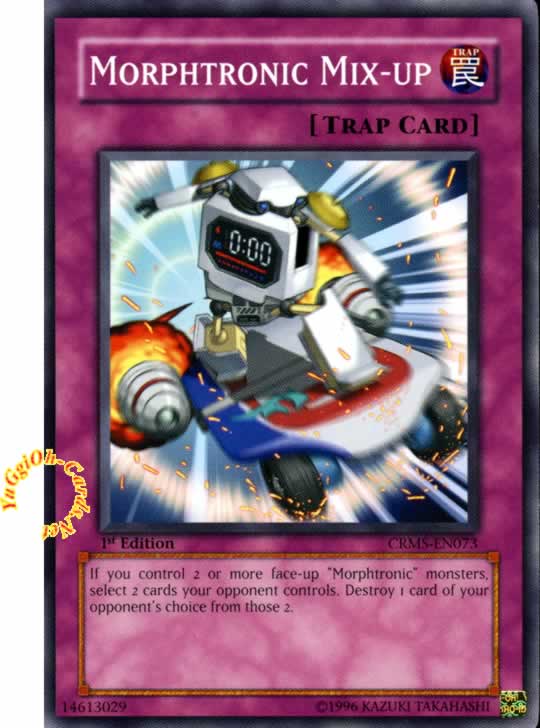 MORPHTRONIC MIX-UP
TRAP
罠
[TRAP CARD]
0:00
1st Edition
CRMS-EN073
If you control 2 or more face-up "Morphtronic" monsters,
select 2 cards your opponent controls. Destroy 1 card of your
opponent's choice from those 2.
14613029
©1996 KAZUKI TAKAHASHI
YuGgiOh-Cards.Net